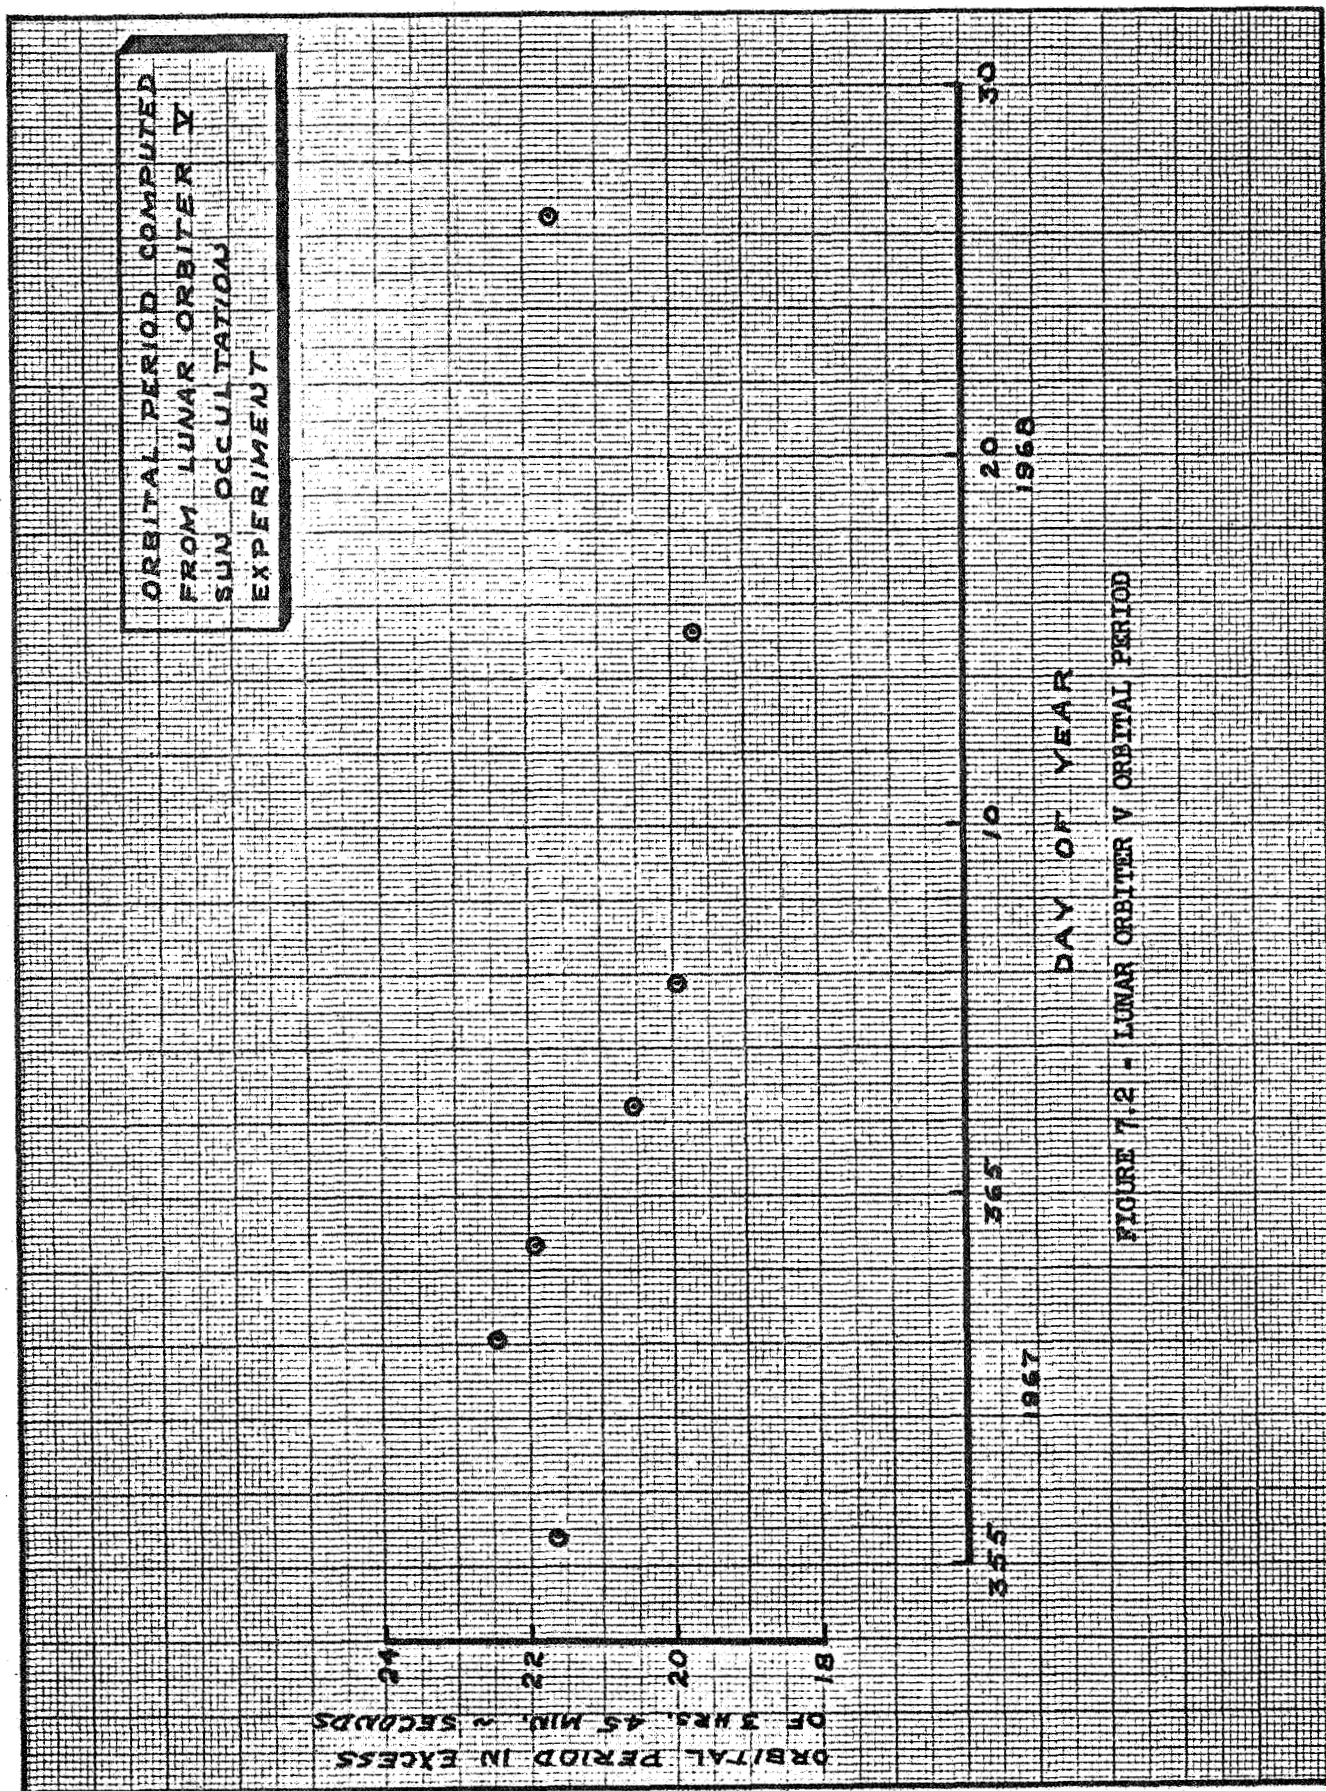 ORBITAL PERIOD COMPUTED
FROM LUNAR ORBITER V
SUN OCCULTATION
EXPERIMENT
ORBITAL PERIOD IN EXCESS
OF 3 HRS. 45 MIN. ~ SECONDS
24
22
20
18
355
365
10
20
30
1967
1968
DAY OF YEAR
FIGURE 7.2 - LUNAR ORBITER V ORBITAL PERIOD